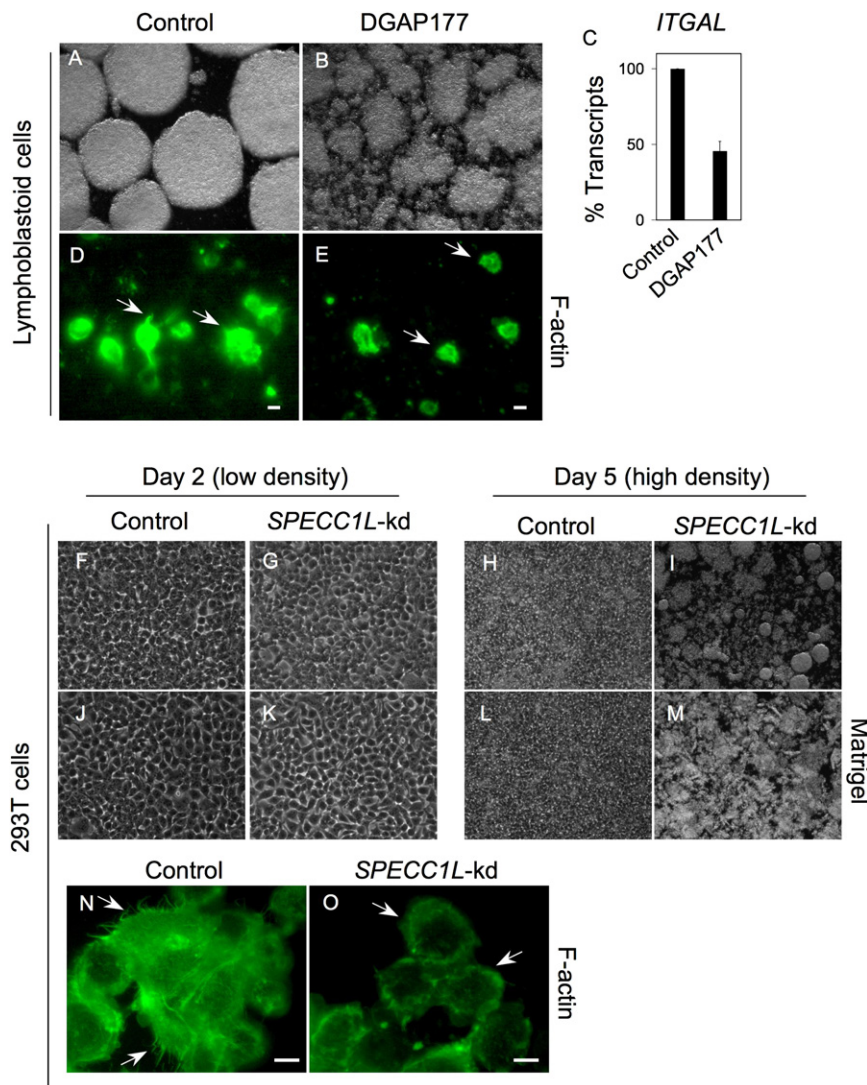 Control
DGAP177
ITGAL
A
B
C
100
50
0
% Transcripts
Control
DGAP177
D
E
Lymphoblastoid cells
F-actin
Day 2 (low density)
Day 5 (high density)
Control
SPECC1L-kd
Control
SPECC1L-kd
F
G
H
I
J
K
L
M
Matrigel
293T cells
Control
SPECC1L-kd
N
O
F-actin